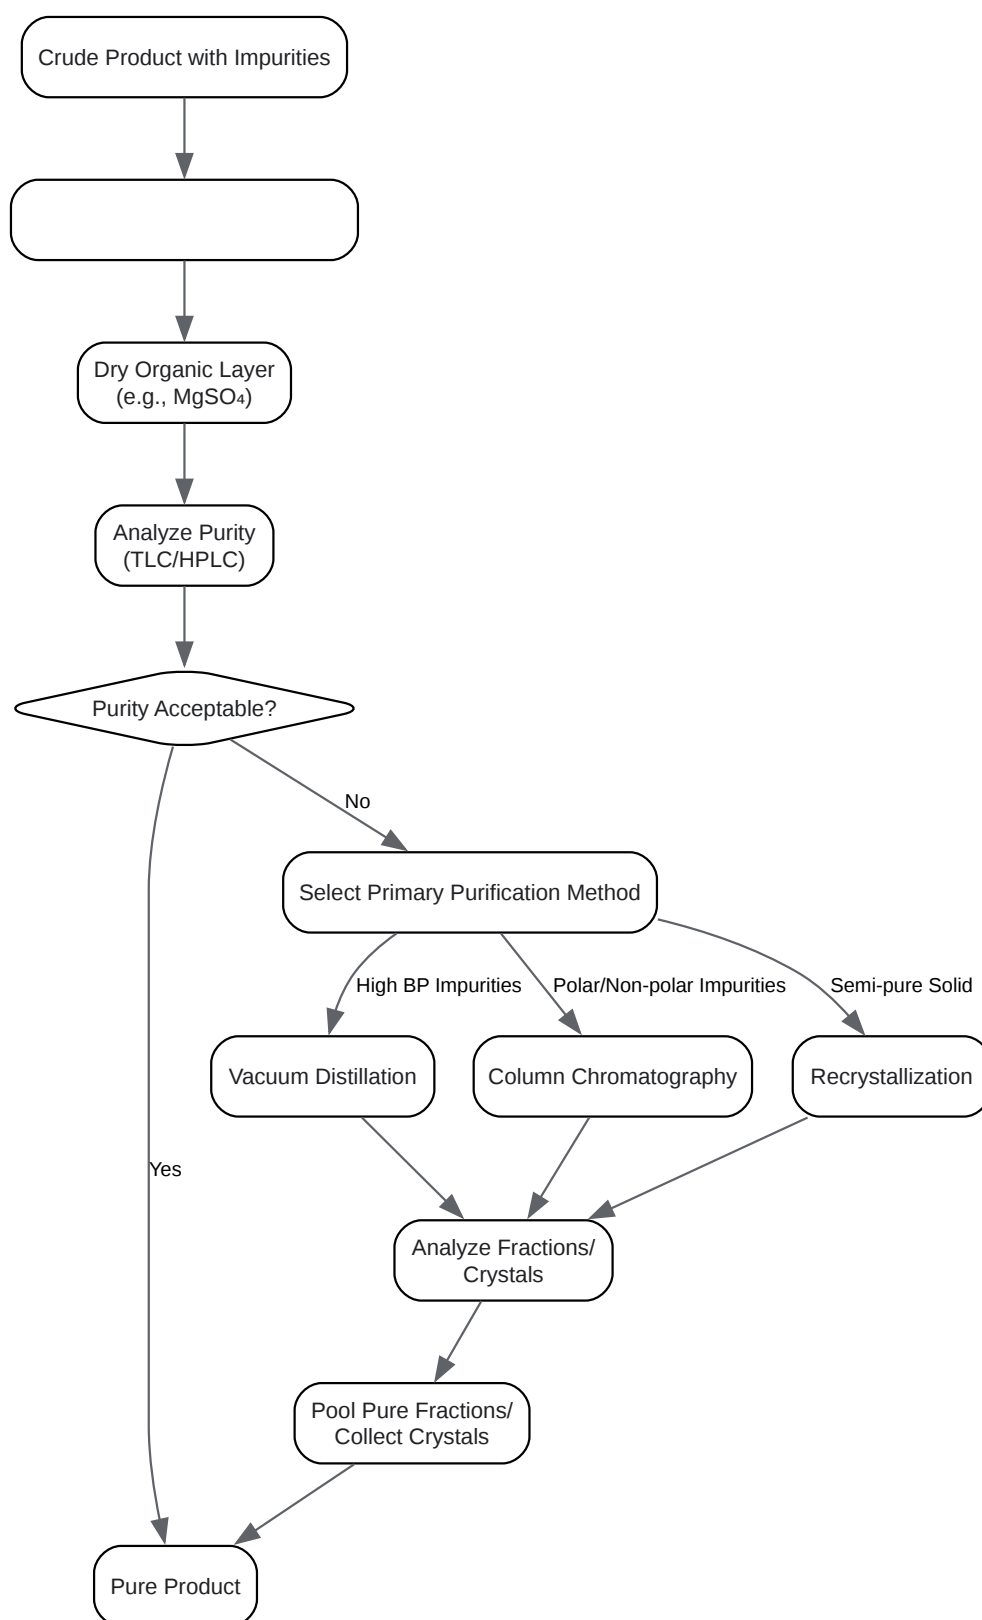 Crude Product with Impurities
Dry Organic Layer
(e.g., MgSO₄)
Analyze Purity
(TLC/HPLC)
Purity Acceptable?
No
Select Primary Purification Method
High BP Impurities
Polar/Non-polar Impurities
Semi-pure Solid
Vacuum Distillation
Column Chromatography
Recrystallization
Yes
Analyze Fractions/
Crystals
Pool Pure Fractions/
Collect Crystals
Pure Product